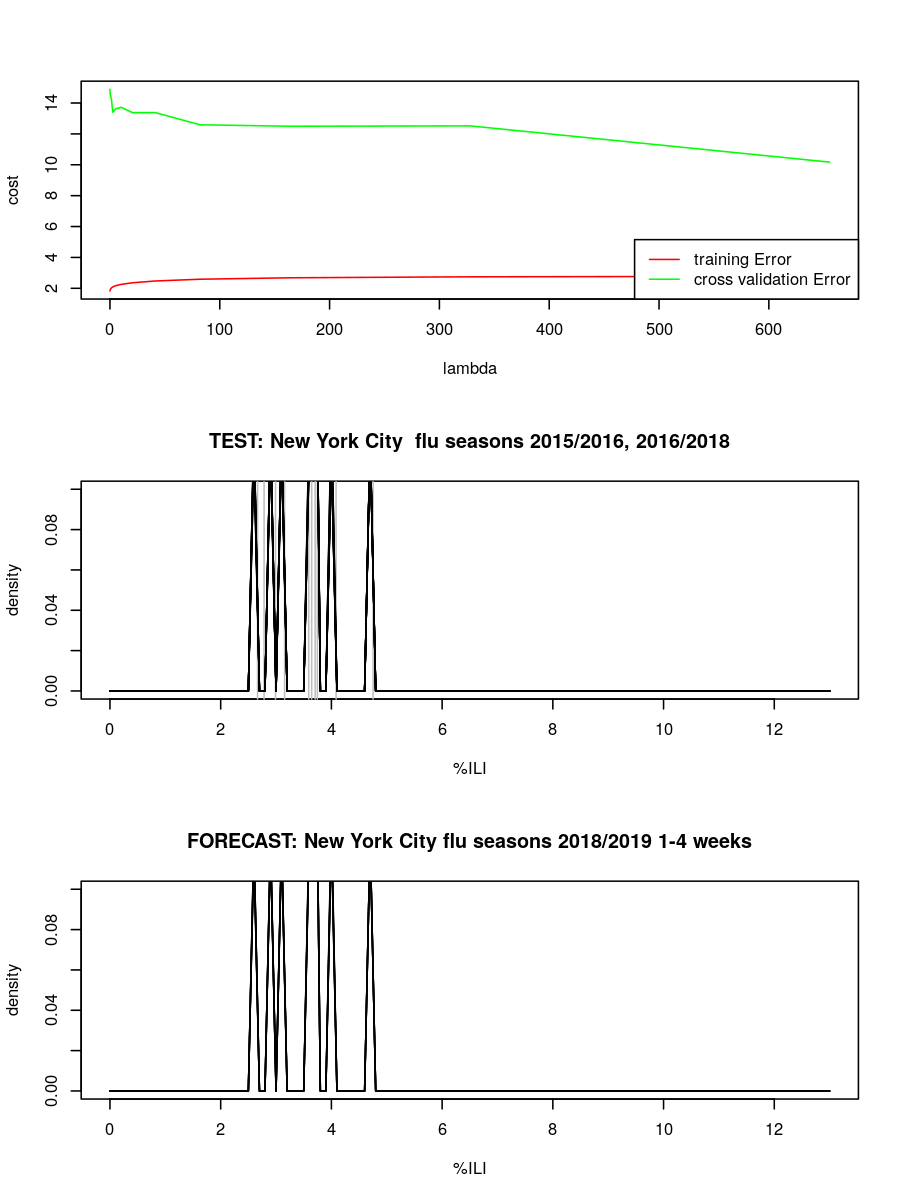 14
10
8
6
4
2
cost
training Error
cross validation Error
0 100 200 300 400 500 600
lambda
TEST: New York City  flu seasons 2015/2016, 2016/2018
0.08
0.04
0.00
density
0 2 4 6 8 10 12
%ILI
FORECAST: New York City flu seasons 2018/2019 1-4 weeks
0.08
0.04
0.00
density
0 2 4 6 8 10 12
%ILI